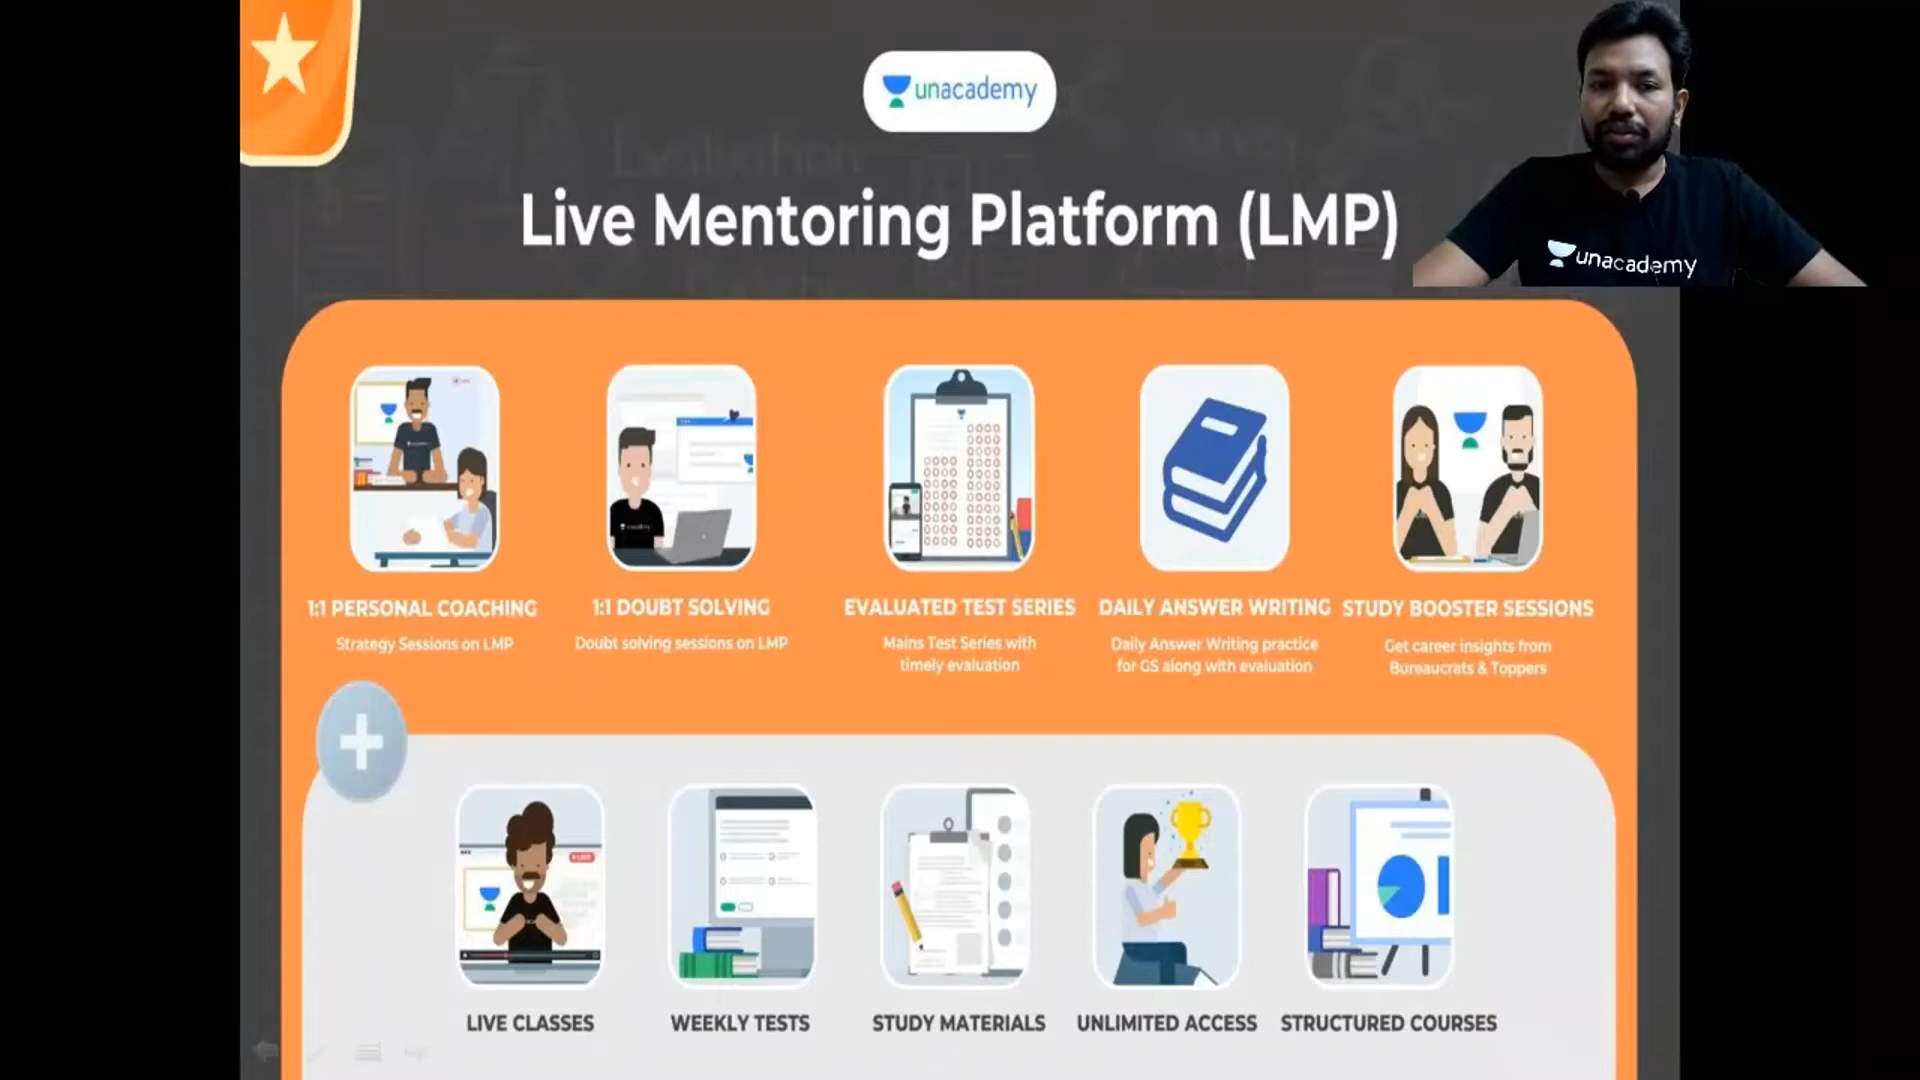 unacademy
Live Mentoring Platform (LMP)
unacademy
1:1 PERSONAL COACHING
Strategy Sessions on LMP
1:1 DOUBT SOLVING
Doubt solving sessions on LMP
EVALUATED TEST SERIES
Mains Test Series with
timely evaluation
DAILY ANSWER WRITING
Daily Answer Writing practice
for GS along with evaluation
STUDY BOOSTER SESSIONS
Get career insights from
Bureaucrats & Toppers
LIVE CLASSES
WEEKLY TESTS
STUDY MATERIALS
UNLIMITED ACCESS
STRUCTURED COURSES